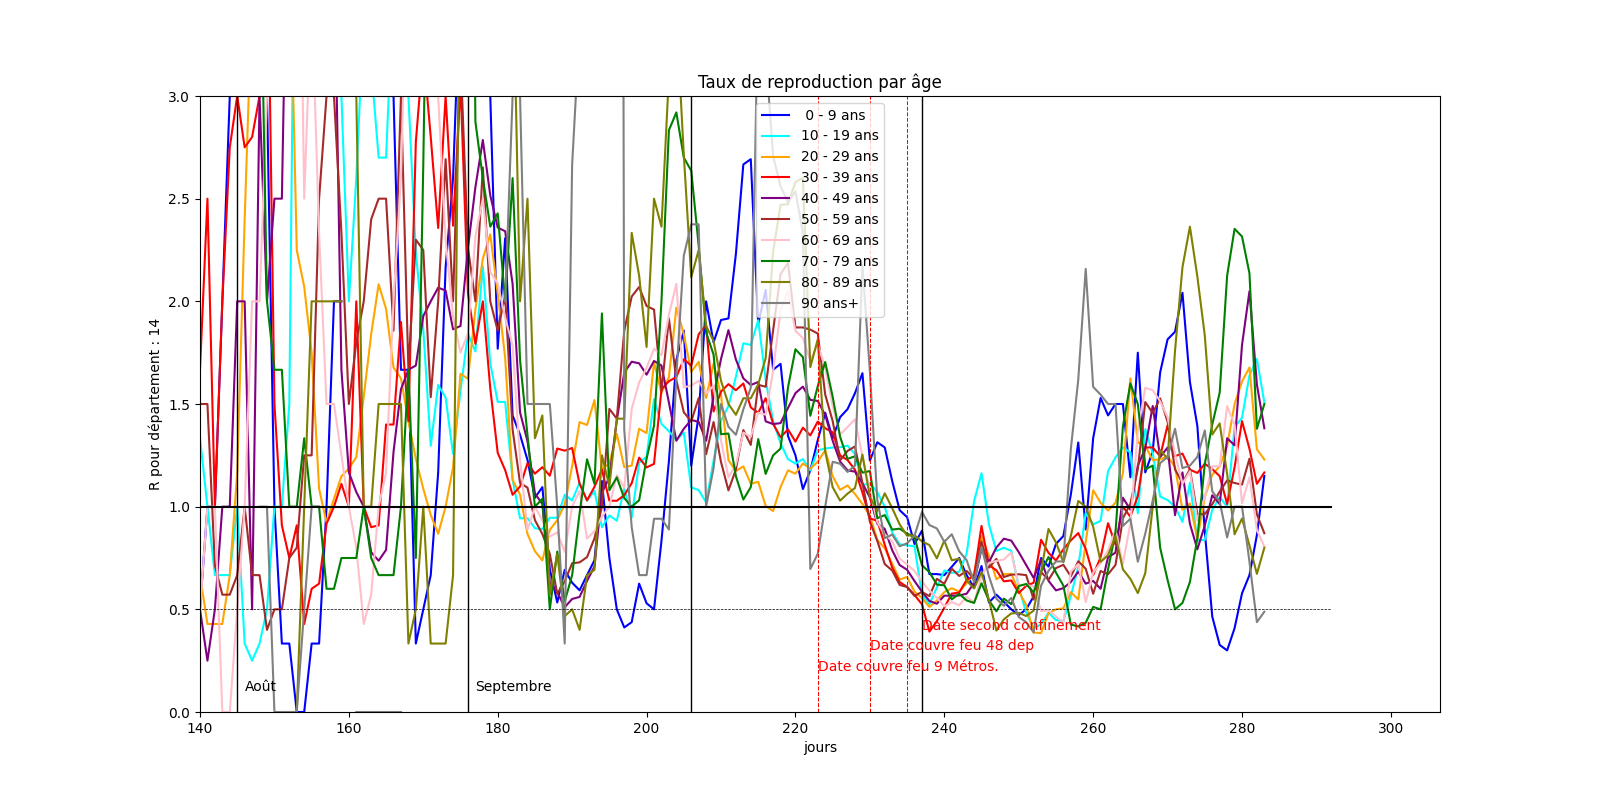 Taux de reproduction par âge
3.0
2.5
2.0
1.5
1.0
0.5
0.0
R pour département : 14
0 - 9 ans
10 - 19 ans
20 - 29 ans
30 - 39 ans
40 - 49 ans
50 - 59 ans
60 - 69 ans
70 - 79 ans
80 - 89 ans
90 ans+
Date second confinement
Date couvre feu 48 dep
Date couvre feu 9 Métros.
Août
Septembre
140 160 180 200 220 240 260 280 300
jours